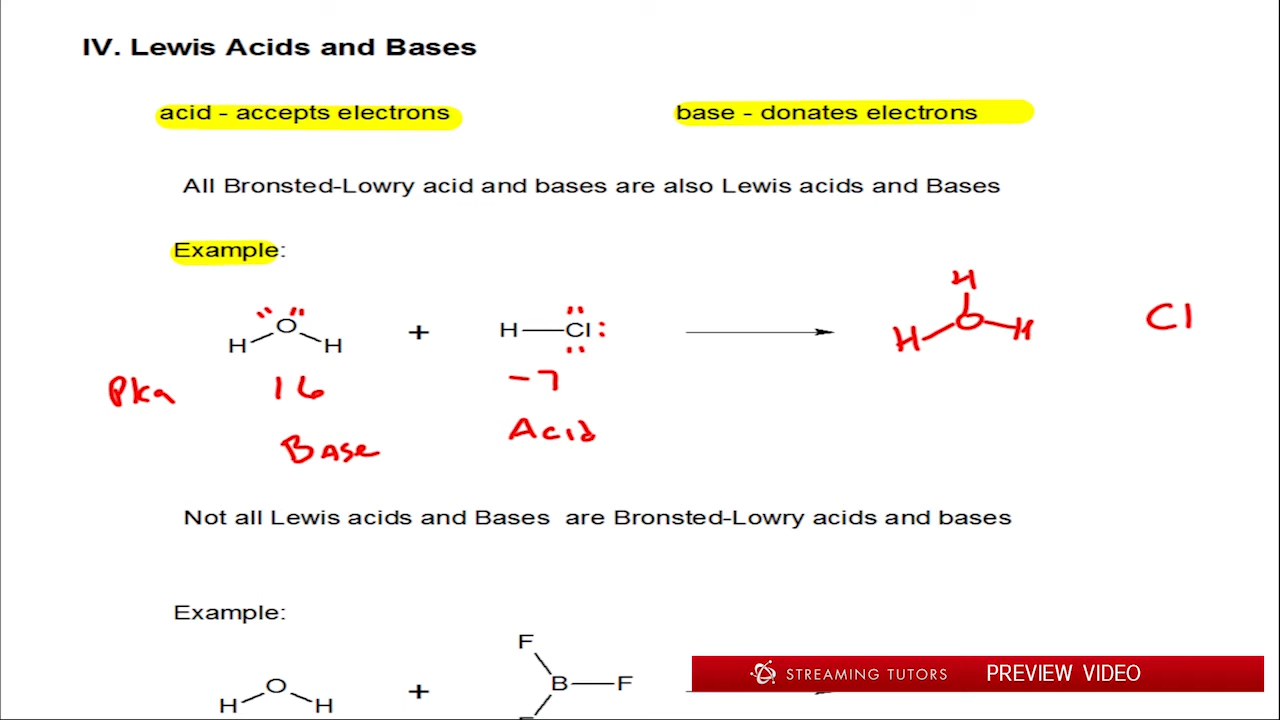 IV. Lewis Acids and Bases
acid - accepts electrons base - donates electrons
All Bronsted-Lowry acid and bases are also Lewis acids and Bases
Example:
H O H + H Cl H O H H Cl
Pka 16 -7
Base Acid
Not all Lewis acids and Bases are Bronsted-Lowry acids and bases
Example:
H O H + F B F F
STREAMING TUTORS PREVIEW VIDEO